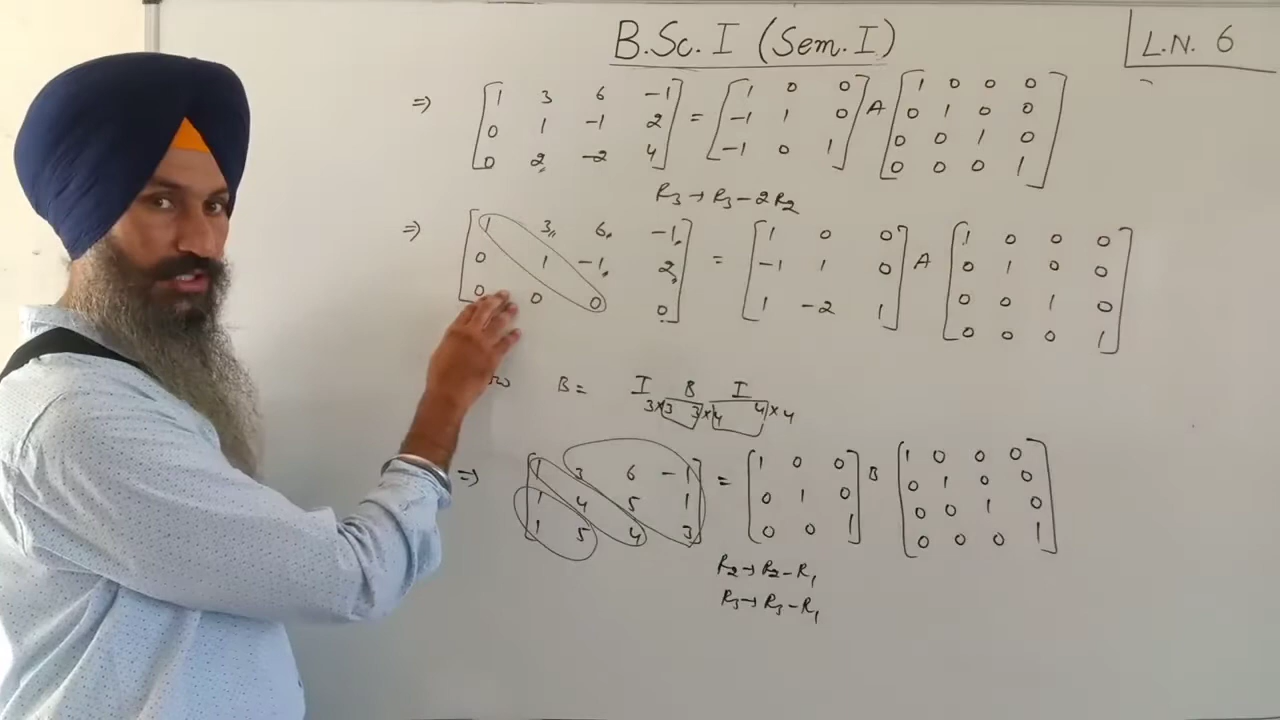 B.Sc. I (Sem. I)
L.N. 6
⇒ [1 3 6 -1 = [1 0 0 A [1 0 0 0
0 1 -1 2 -1 1 0 0 1 0 0
0 2 -2 4] -1 0 1] 0 0 1 0
0 0 0 1]
R3 → R3 - 2R2
⇒ [1 3 6 -1 = [1 0 0 A [1 0 0 0
0 1 -1 2 -1 1 0 0 1 0 0
0 0 0 0] 1 -2 1] 0 0 1 0
0 0 0 1]
B = I B I
3×3 3×4 4×4
⇒ [1 3 6 -1 = [1 0 0 B [1 0 0 0
1 4 5 1 0 1 0 0 1 0 0
1 5 4 3] 0 0 1] 0 0 1 0
0 0 0 1]
R2 → R2 - R1
R3 → R3 - R1